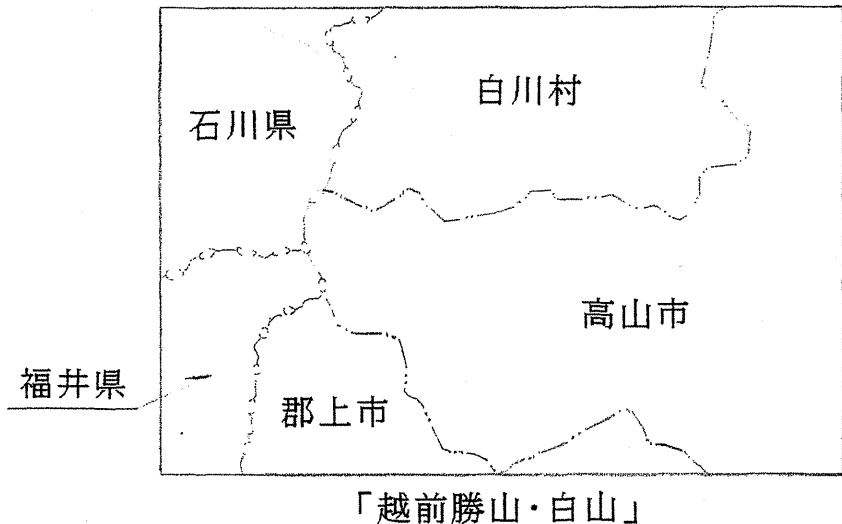 白川村
石川県
高山市
福井県
郡上市
「越前勝山・白山」